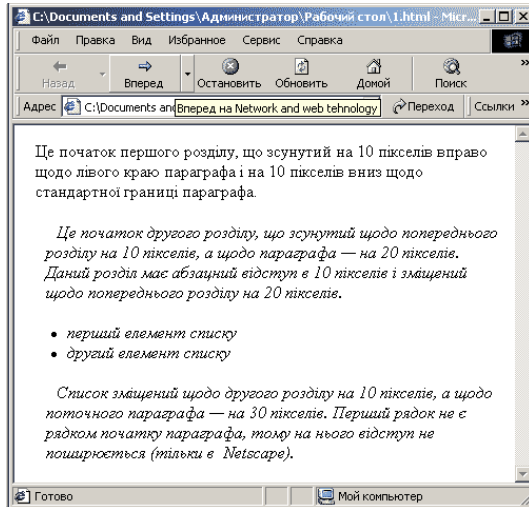 C:\Documents and Settings\Администратор\Рабочий стол\1.html - Micr...
Файл Правка Вид Избранное Сервис Справка
Назад Вперед Остановить Обновить Домой Поиск »
Адрес C:\Documents an Вперед на Network and web tehnology Переход Ссылки »
Це початок першого розділу, що зсунутий на 10 пікселів вправо
щодо лівого краю параграфа і на 10 пікселів вниз щодо
стандартної границі параграфа.
Це початок другого розділу, що зсунутий щодо попереднього
розділу на 10 пікселів, а щодо параграфа — на 20 пікселів.
Даний розділ має абзацний відступ в 10 пікселів і зміщений
щодо попереднього розділу на 20 пікселів.
• перший елемент списку
• другий елемент списку
Список зміщений щодо другого розділу на 10 пікселів, а щодо
поточного параграфа — на 30 пікселів. Перший рядок не є
рядком початку параграфа, тому на нього відступ не
поширюється (тільки в Netscape).
Готово Мой компьютер